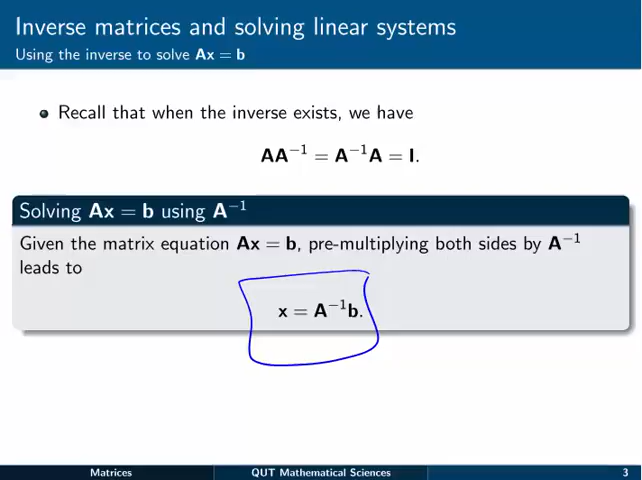 Inverse matrices and solving linear systems
Using the inverse to solve Ax = b
Recall that when the inverse exists, we have
AA⁻¹ = A⁻¹A = I.
Solving Ax = b using A⁻¹
Given the matrix equation Ax = b, pre-multiplying both sides by A⁻¹
leads to
x = A⁻¹b.
Matrices QUT Mathematical Sciences 3